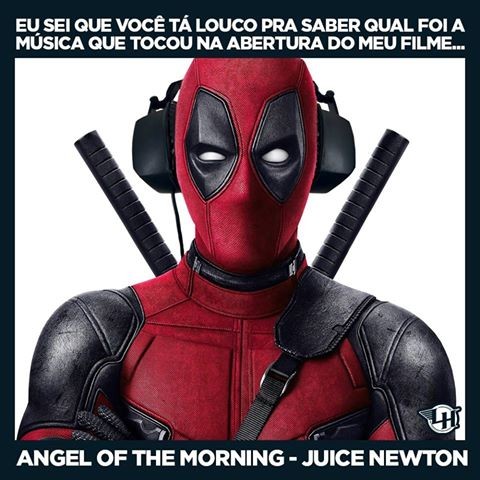 EU SEI QUE VOCÊ TÁ LOUCO PRA SABER QUAL FOI A
MÚSICA QUE TOCOU NA ABERTURA DO MEU FILME...
LH
ANGEL OF THE MORNING - JUICE NEWTON